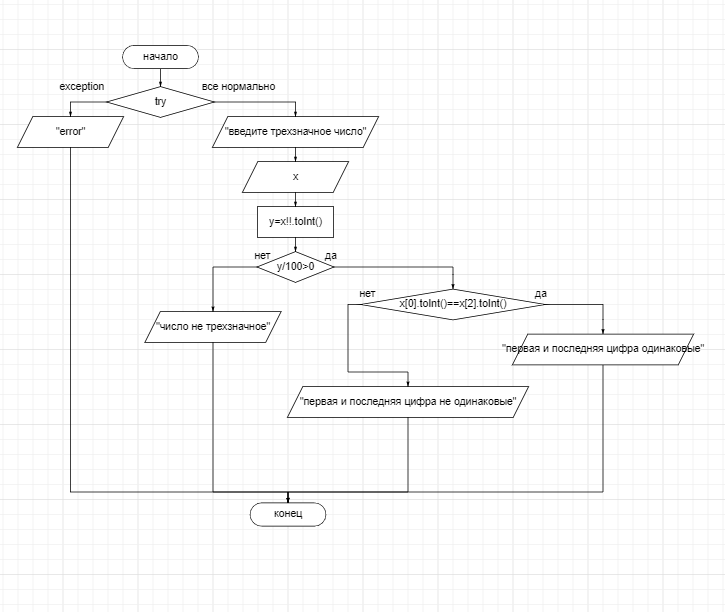 начало
exception
все нормально
try
"error"
"введите трехзначное число"
x
y=x!!.toInt()
нет
да
y/100>0
нет
да
x[0].toInt()==x[2].toInt()
"число не трехзначное"
"первая и последняя цифра одинаковые"
"первая и последняя цифра не одинаковые"
конец